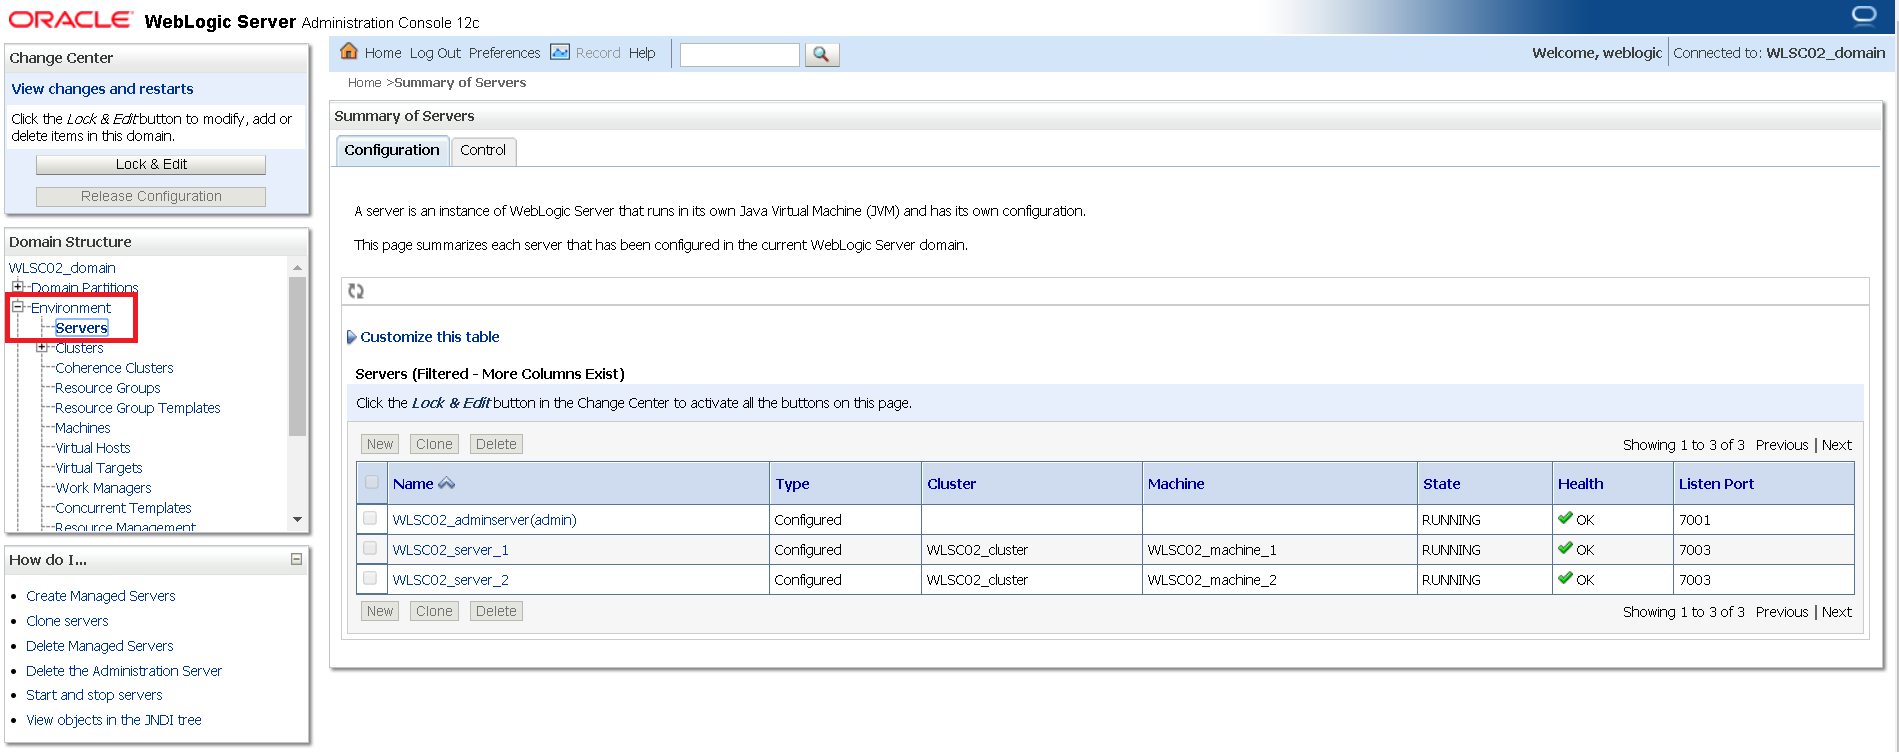 ORACLE WebLogic Server Administration Console 12c
Change Center
View changes and restarts
Click the Lock & Edit button to modify, add or
delete items in this domain.
Lock & Edit
Release Configuration
Domain Structure
WLSC02_domain
Domain Partitions
Environment
Servers
Clusters
Coherence Clusters
Resource Groups
Resource Group Templates
Machines
Virtual Hosts
Virtual Targets
Work Managers
Concurrent Templates
Resource Management
How do I...
Create Managed Servers
Clone servers
Delete Managed Servers
Delete the Administration Server
Start and stop servers
View objects in the JNDI tree
Home Log Out Preferences Record Help
Welcome, weblogic Connected to: WLSC02_domain
Home >Summary of Servers
Summary of Servers
Configuration Control
A server is an instance of WebLogic Server that runs in its own Java Virtual Machine (JVM) and has its own configuration.
This page summarizes each server that has been configured in the current WebLogic Server domain.
Customize this table
Servers (Filtered - More Columns Exist)
Click the Lock & Edit button in the Change Center to activate all the buttons on this page.
New Clone Delete Showing 1 to 3 of 3 Previous | Next
Name Type Cluster Machine State Health Listen Port
WLSC02_adminserver(admin) Configured RUNNING OK 7001
WLSC02_server_1 Configured WLSC02_cluster WLSC02_machine_1 RUNNING OK 7003
WLSC02_server_2 Configured WLSC02_cluster WLSC02_machine_2 RUNNING OK 7003
New Clone Delete Showing 1 to 3 of 3 Previous | Next